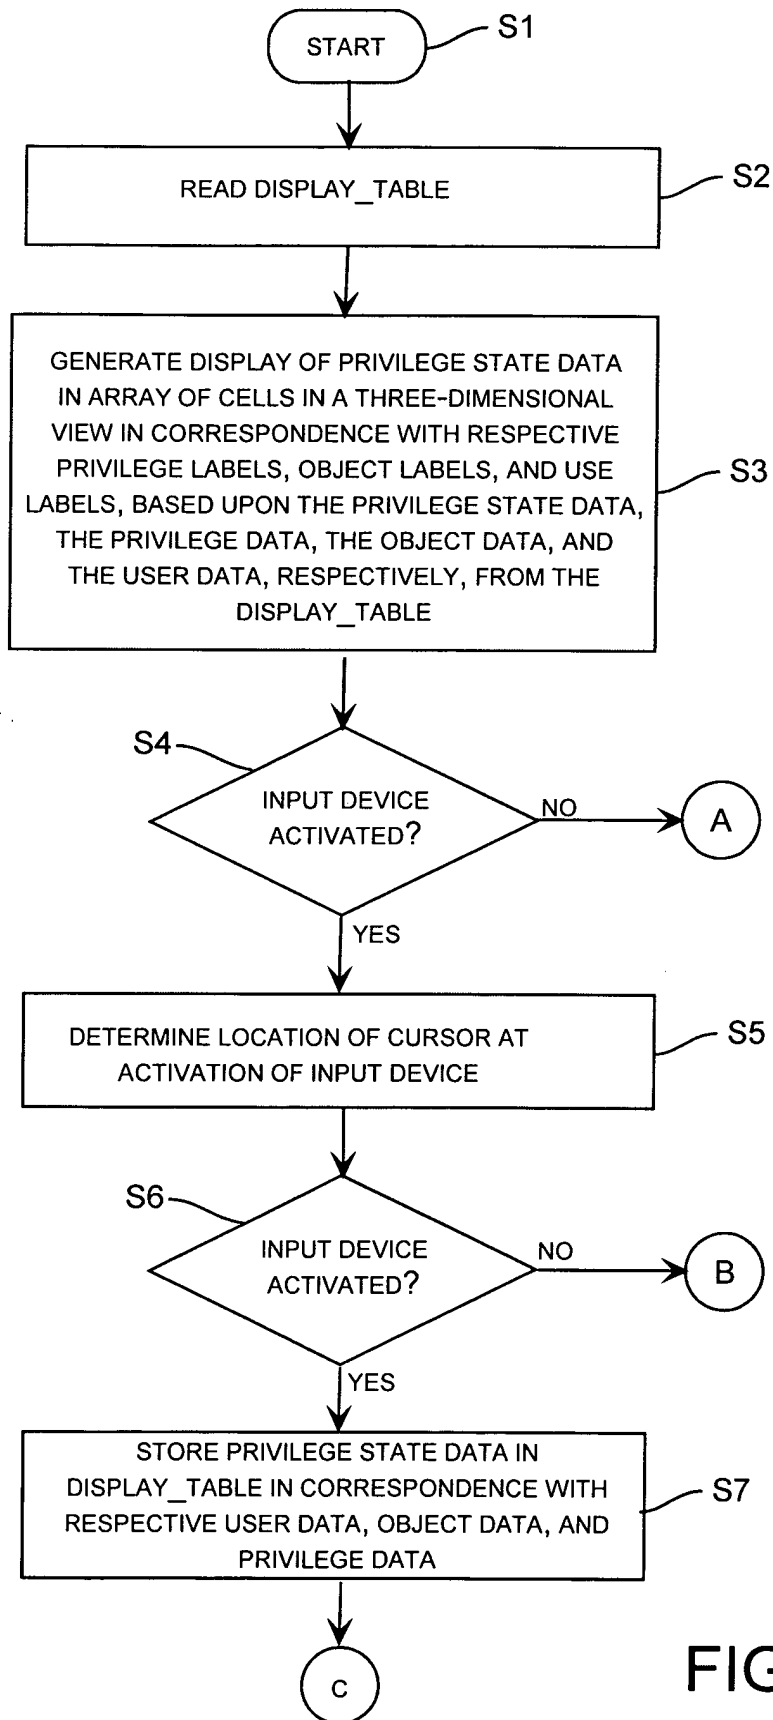 START
S1
READ DISPLAY_TABLE
S2
GENERATE DISPLAY OF PRIVILEGE STATE DATA
IN ARRAY OF CELLS IN A THREE-DIMENSIONAL
VIEW IN CORRESPONDENCE WITH RESPECTIVE
PRIVILEGE LABELS, OBJECT LABELS, AND USE
LABELS, BASED UPON THE PRIVILEGE STATE DATA,
THE PRIVILEGE DATA, THE OBJECT DATA, AND
THE USER DATA, RESPECTIVELY, FROM THE
DISPLAY_TABLE
S3
S4
INPUT DEVICE
ACTIVATED?
NO
A
YES
DETERMINE LOCATION OF CURSOR AT
ACTIVATION OF INPUT DEVICE
S5
S6
INPUT DEVICE
ACTIVATED?
NO
B
YES
STORE PRIVILEGE STATE DATA IN
DISPLAY_TABLE IN CORRESPONDENCE WITH
RESPECTIVE USER DATA, OBJECT DATA, AND
PRIVILEGE DATA
S7
C